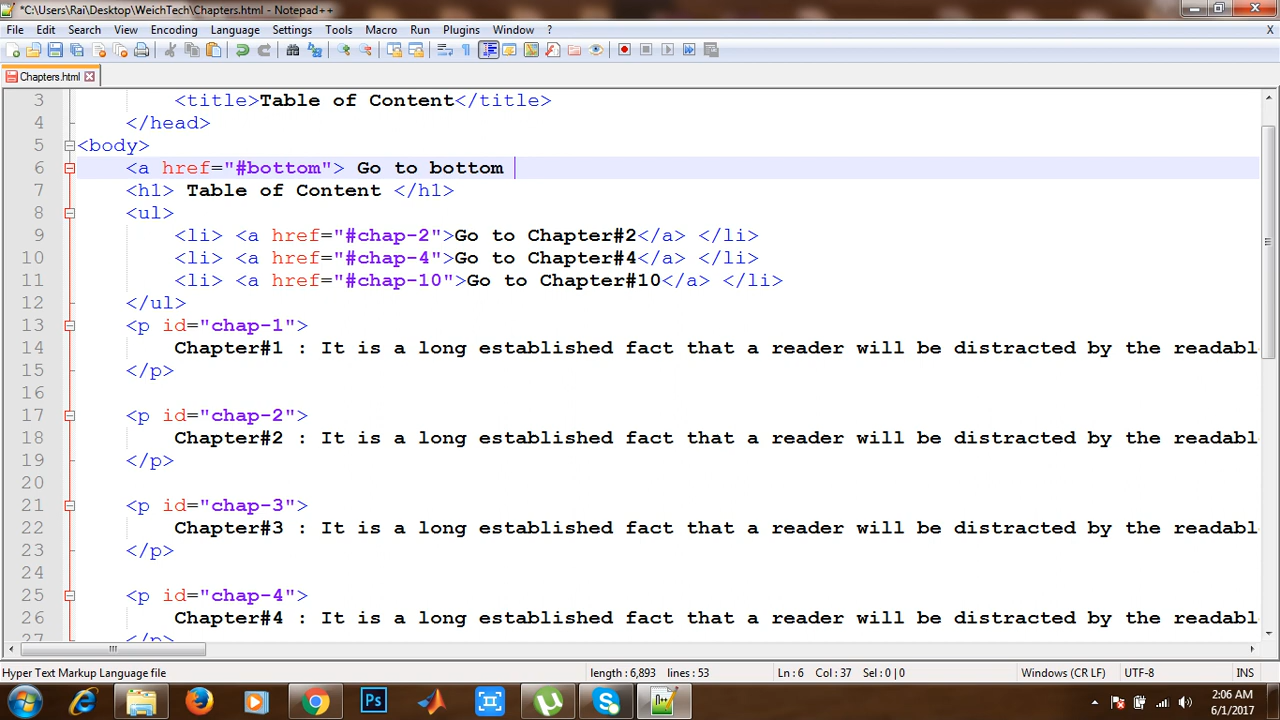 *C:\Users\Rai\Desktop\WeichTech\Chapters.html - Notepad++
File Edit Search View Encoding Language Settings Tools Macro Run Plugins Window ? X
Chapters.html
3 <title>Table of Content</title>
4 </head>
5 <body>
6 <a href="#bottom"> Go to bottom
7 <h1> Table of Content </h1>
8 <ul>
9 <li> <a href="#chap-2">Go to Chapter#2</a> </li>
10 <li> <a href="#chap-4">Go to Chapter#4</a> </li>
11 <li> <a href="#chap-10">Go to Chapter#10</a> </li>
12 </ul>
13 <p id="chap-1">
14 Chapter#1 : It is a long established fact that a reader will be distracted by the readabl
15 </p>
16
17 <p id="chap-2">
18 Chapter#2 : It is a long established fact that a reader will be distracted by the readabl
19 </p>
20
21 <p id="chap-3">
22 Chapter#3 : It is a long established fact that a reader will be distracted by the readabl
23 </p>
24
25 <p id="chap-4">
26 Chapter#4 : It is a long established fact that a reader will be distracted by the readabl
27 </p>
Hyper Text Markup Language file length : 6,893 lines : 53 Ln : 6 Col : 37 Sel : 0 | 0 Windows (CR LF) UTF-8 INS
Ps
2:06 AM
6/1/2017